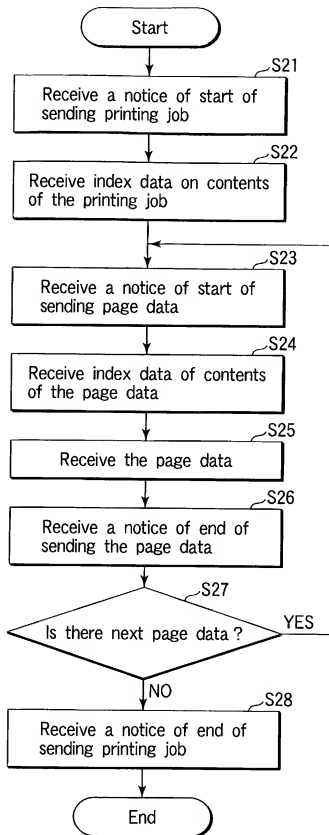 Start
S21
Receive a notice of start of
sending printing job
S22
Receive index data on contents
of the printing job
S23
Receive a notice of start of
sending page data
S24
Receive index data of contents
of the page data
S25
Receive the page data
S26
Receive a notice of end of
sending the page data
S27
Is there next page data ?
YES
NO
S28
Receive a notice of end of
sending printing job
End